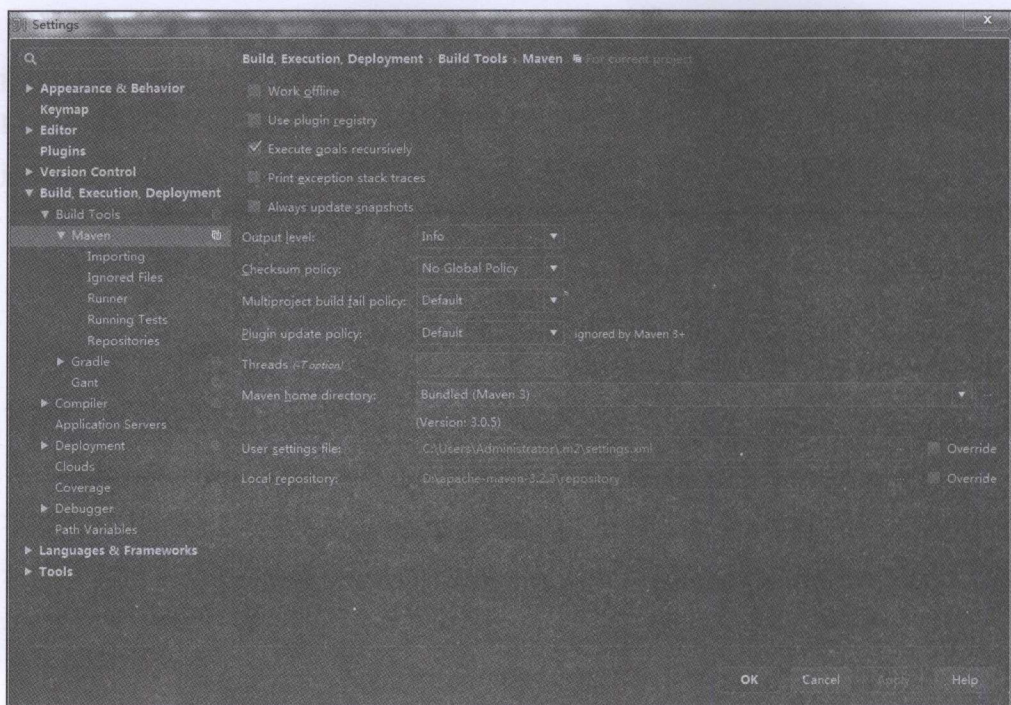 Settings
x
Build, Execution, Deployment › Build Tools › Maven For current project
Appearance & Behavior
Keymap
Editor
Plugins
Version Control
Build, Execution, Deployment
Build Tools
Maven
Importing
Ignored Files
Runner
Running Tests
Repositories
Gradle
Gant
Compiler
Application Servers
Deployment
Clouds
Coverage
Debugger
Path Variables
Languages & Frameworks
Tools
Work offline
Use plugin registry
Execute goals recursively
Print exception stack traces
Always update snapshots
Output level: Info
Checksum policy: No Global Policy
Multiproject build fail policy: Default
Plugin update policy: Default ignored by Maven 3+
Threads (-T option)
Maven home directory: Bundled (Maven 3)
(Version: 3.0.5)
User settings file: C:\Users\Administrator\.m2\settings.xml Override
Local repository: Override
OK Cancel Apply Help